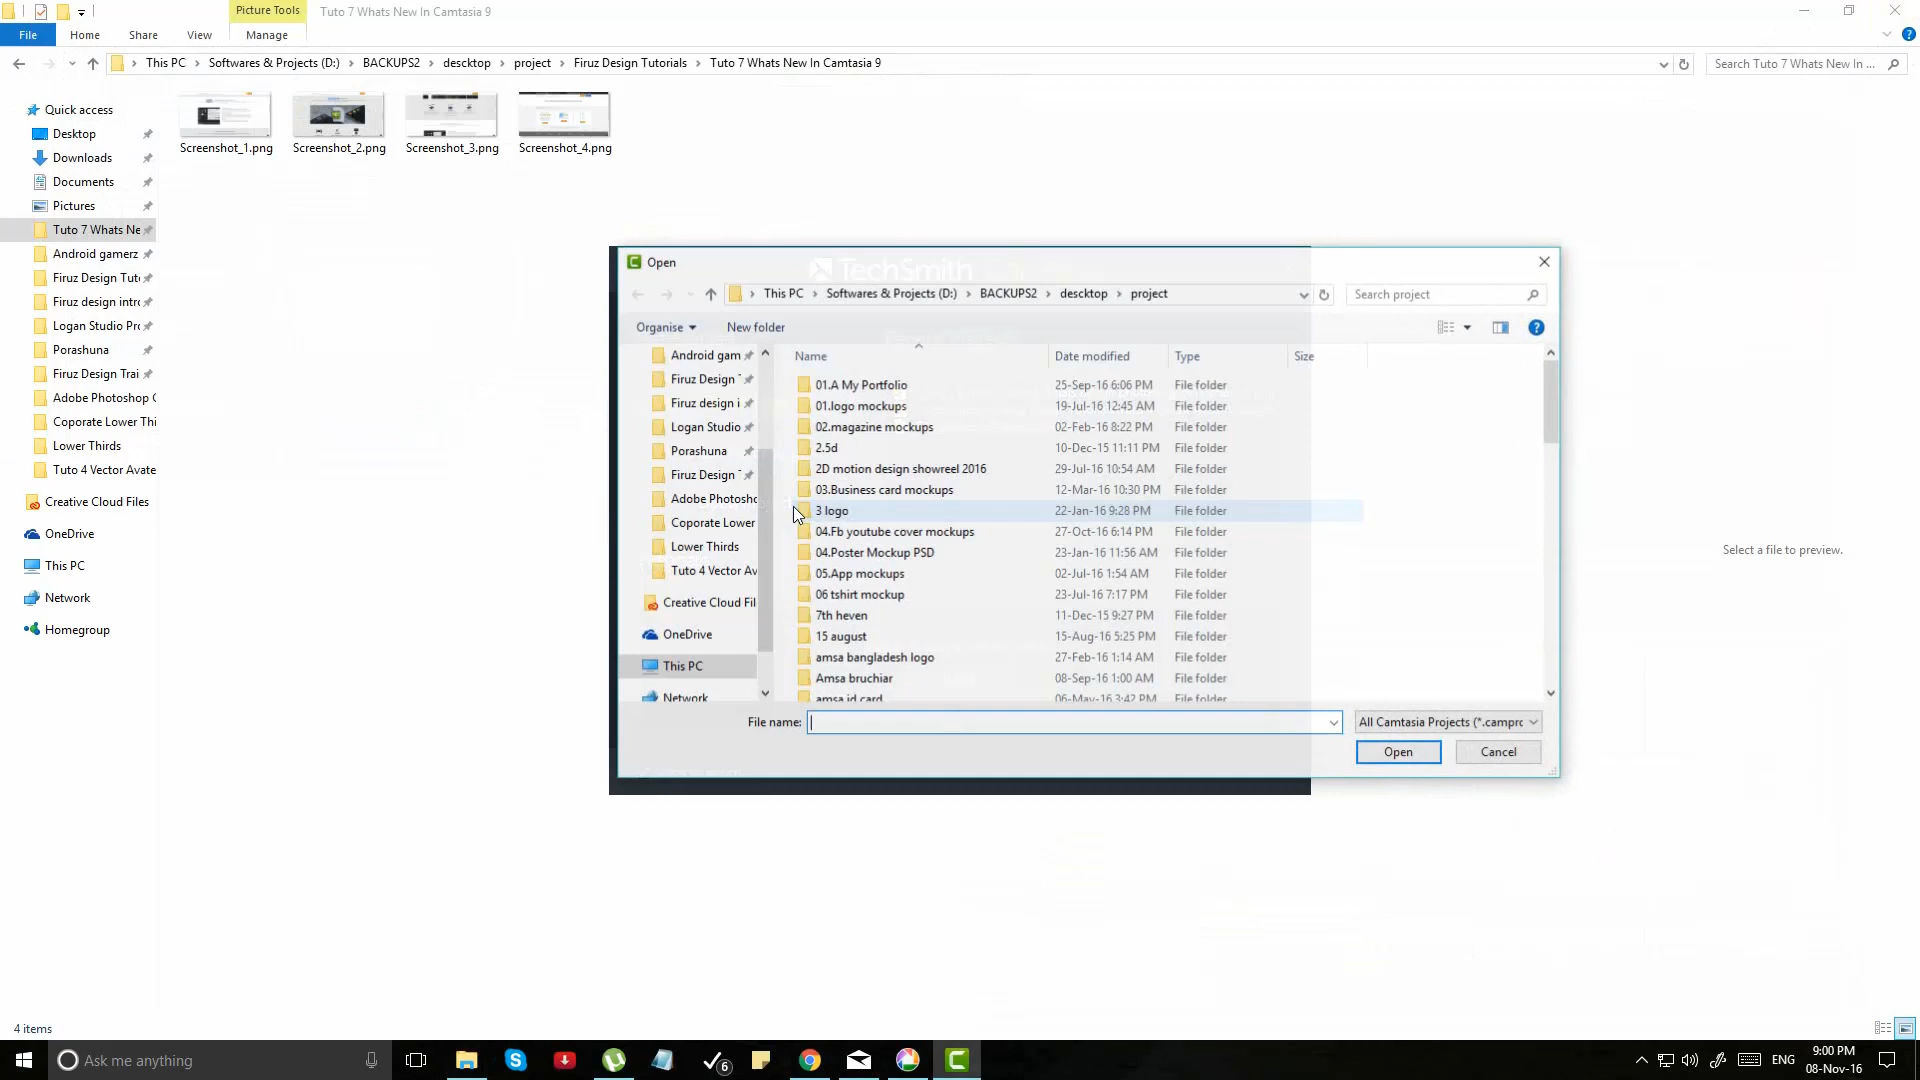 Picture Tools Tuto 7 Whats New In Camtasia 9
File Home Share View Manage
This PC Softwares & Projects (D:) BACKUPS2 descktop project Firuz Design Tutorials Tuto 7 Whats New In Camtasia 9
Search Tuto 7 Whats New In ...
Quick access
Desktop
Downloads
Documents
Pictures
Tuto 7 Whats Ne
Android gamerz
Firuz Design Tut
Firuz design intr
Logan Studio Pr
Porashuna
Firuz Design Trai
Adobe Photoshop C
Coporate Lower Thi
Lower Thirds
Tuto 4 Vector Avate
Creative Cloud Files
OneDrive
This PC
Network
Homegroup
Screenshot_1.png Screenshot_2.png Screenshot_3.png Screenshot_4.png
Open
TechSmith
This PC Softwares & Projects (D:) BACKUPS2 descktop project
Search project
Organise New folder
Android gam
Firuz Design T
Firuz design i
Logan Studio
Porashuna
Firuz Design T
Adobe Photosho
Coporate Lower
Lower Thirds
Tuto 4 Vector Av
Creative Cloud Fil
OneDrive
This PC
Network
Name Date modified Type Size
01.A My Portfolio 25-Sep-16 6:06 PM File folder
01.logo mockups 19-Jul-16 12:45 AM File folder
02.magazine mockups 02-Feb-16 8:22 PM File folder
2.5d 10-Dec-15 11:11 PM File folder
2D motion design showreel 2016 29-Jul-16 10:54 AM File folder
03.Business card mockups 12-Mar-16 10:30 PM File folder
3 logo 22-Jan-16 9:28 PM File folder
04.Fb youtube cover mockups 27-Oct-16 6:14 PM File folder
04.Poster Mockup PSD 23-Jan-16 11:56 AM File folder
05.App mockups 02-Jul-16 1:54 AM File folder
06 tshirt mockup 23-Jul-16 7:17 PM File folder
7th heven 11-Dec-15 9:27 PM File folder
15 august 15-Aug-16 5:25 PM File folder
amsa bangladesh logo 27-Feb-16 1:14 AM File folder
Amsa bruchiar 08-Sep-16 1:00 AM File folder
amsa id card 06-May-16 3:42 PM File folder
File name: All Camtasia Projects (*.campro
Open Cancel
Select a file to preview.
4 items
Ask me anything
6
ENG
9:00 PM
08-Nov-16